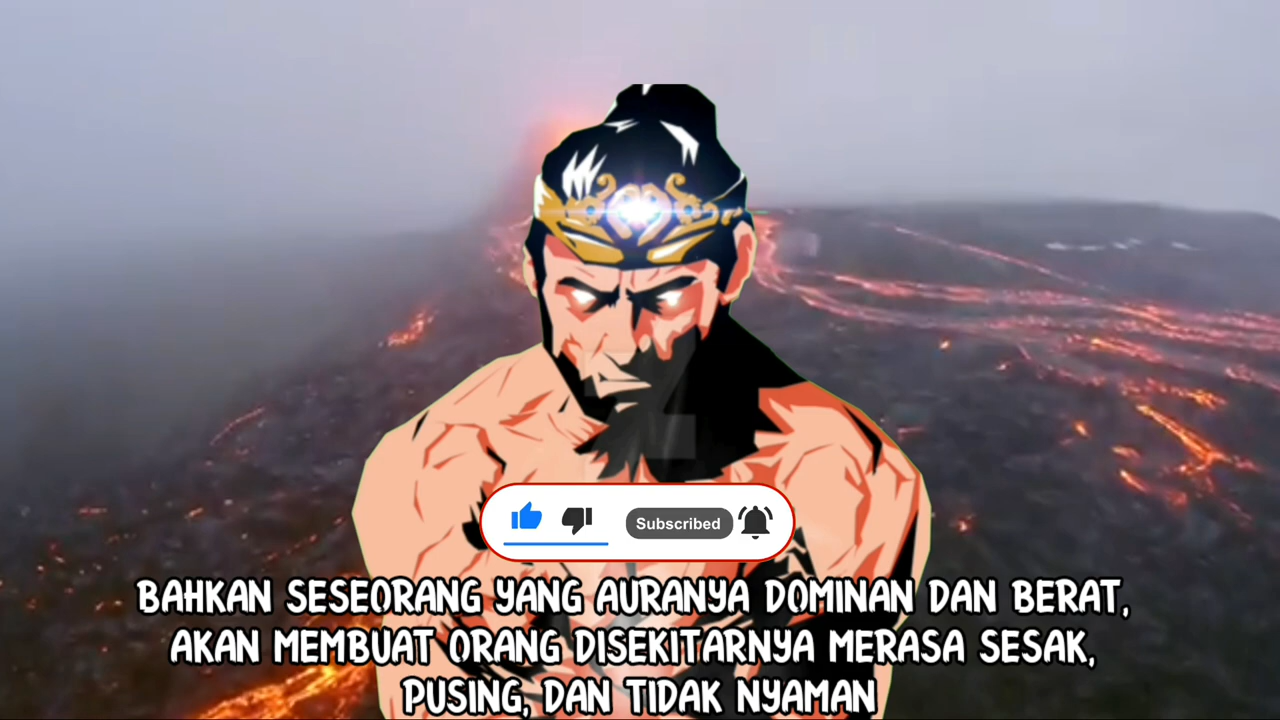 Subscribed
BAHKAN SESEORANG YANG AURANYA DOMINAN DAN BERAT,
AKAN MEMBUAT ORANG DISEKITARNYA MERASA SESAK,
PUSING, DAN TIDAK NYAMAN